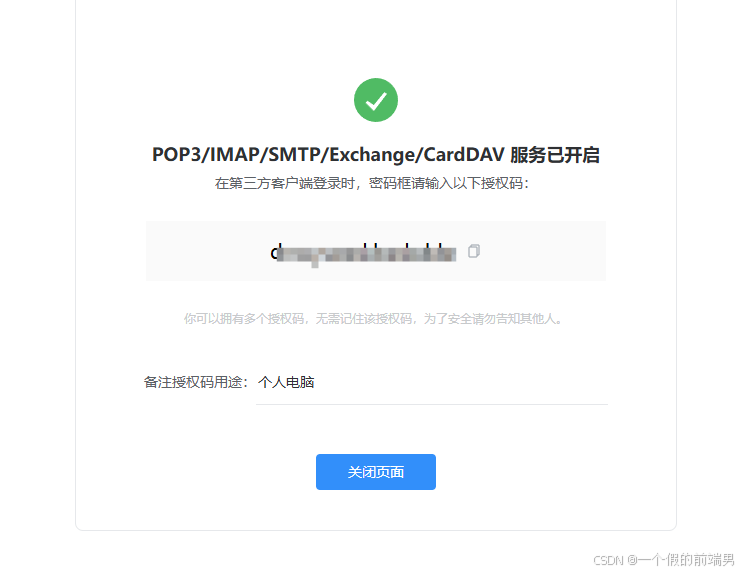 POP3/IMAP/SMTP/Exchange/CardDAV 服务已开启
在第三方客户端登录时，密码框请输入以下授权码：
你可以拥有多个授权码，无需记住该授权码，为了安全请勿告知其他人。
备注授权码用途： 个人电脑
关闭页面
CSDN @一个假的前端男